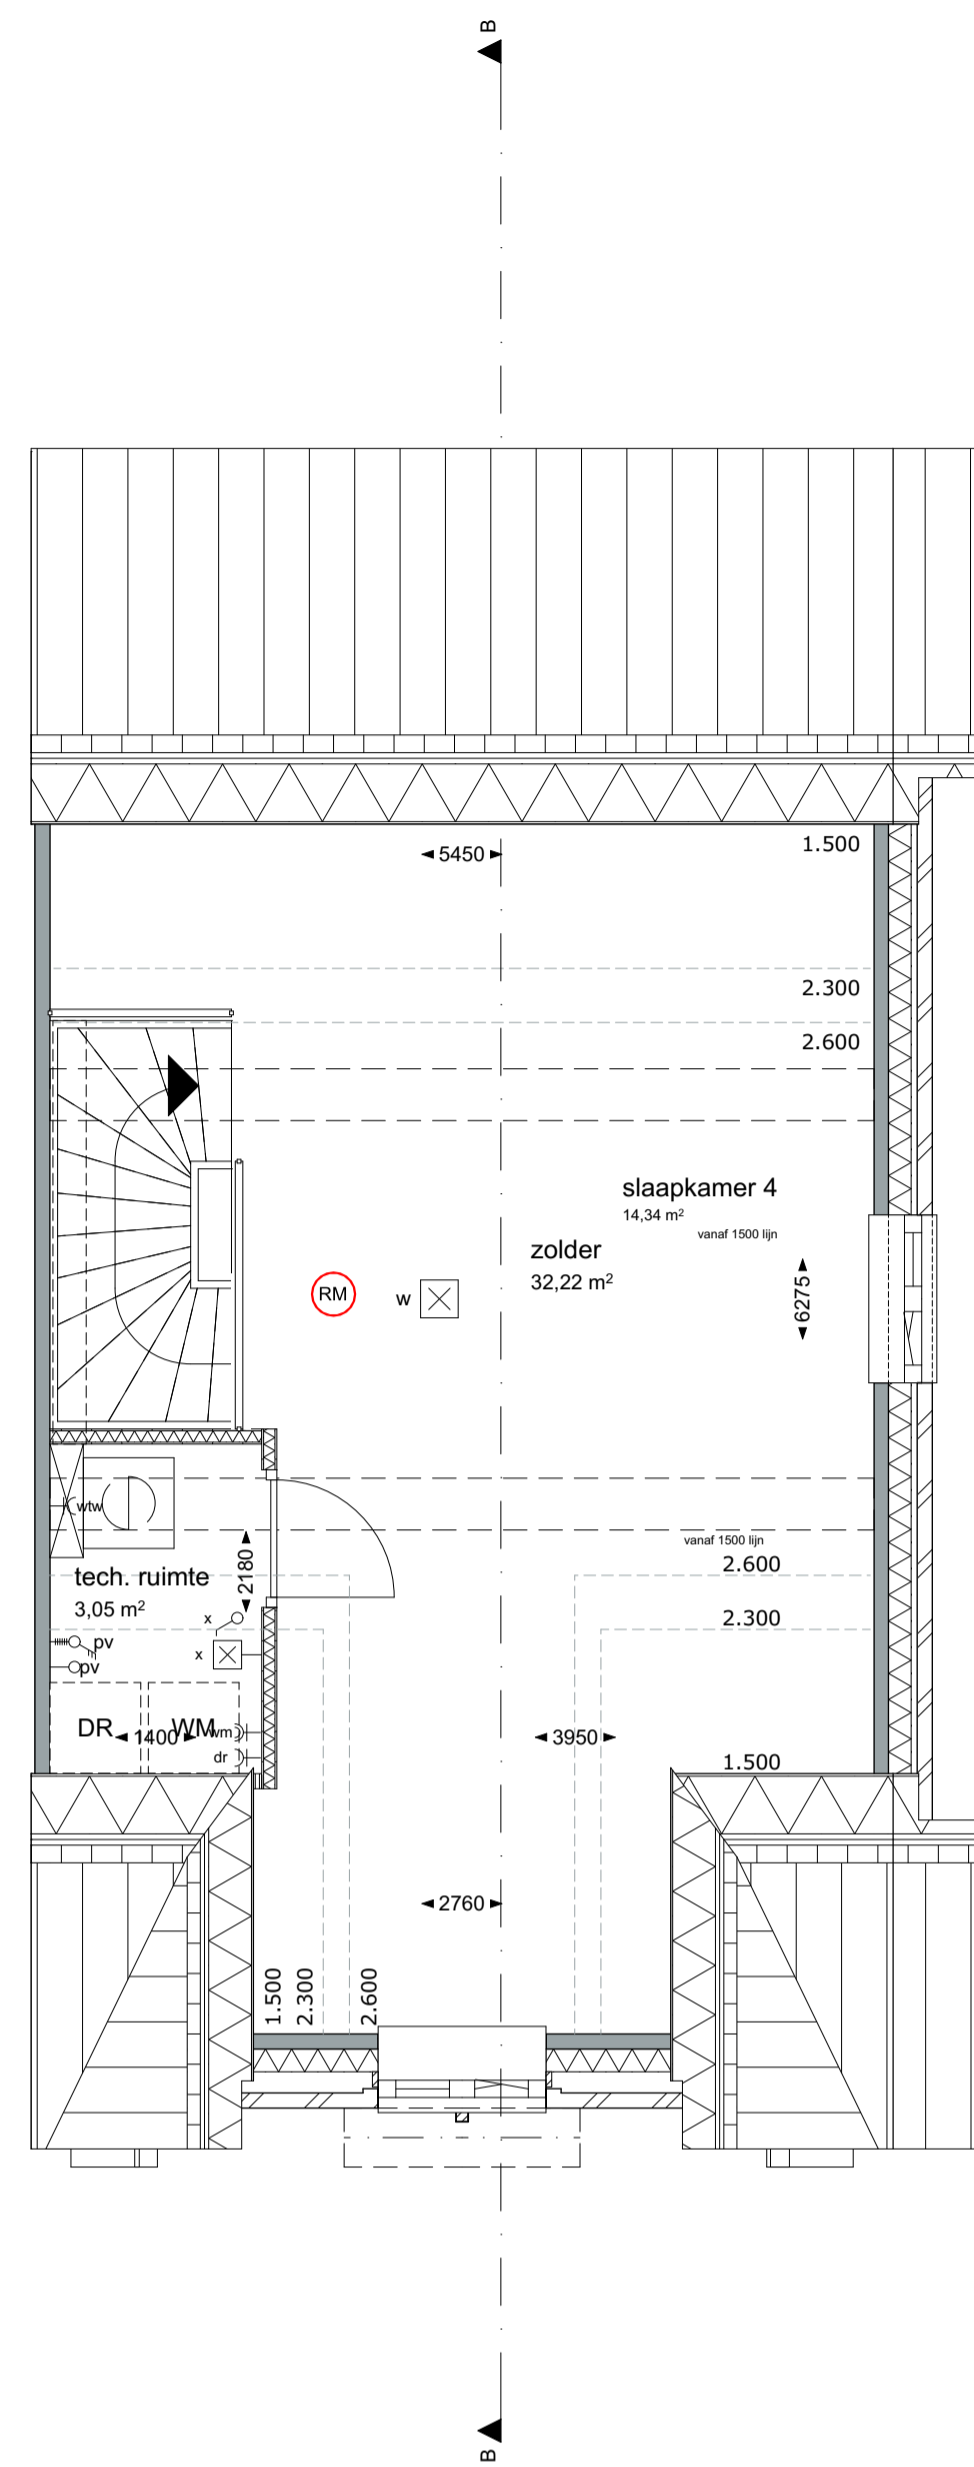 B
5450
1.500
2.300
2.600
slaapkamer 4
14,34 m²
vanaf 1500 lijn
zolder
32,22 m²
6275
RM
w
wtw
vanaf 1500 lijn
2.600
2180
tech. ruimte
3,05 m²
x
2.300
pv
x
pv
DR
WM
wm
1400
3950
dr
1.500
2760
1.500
2.300
2.600
B